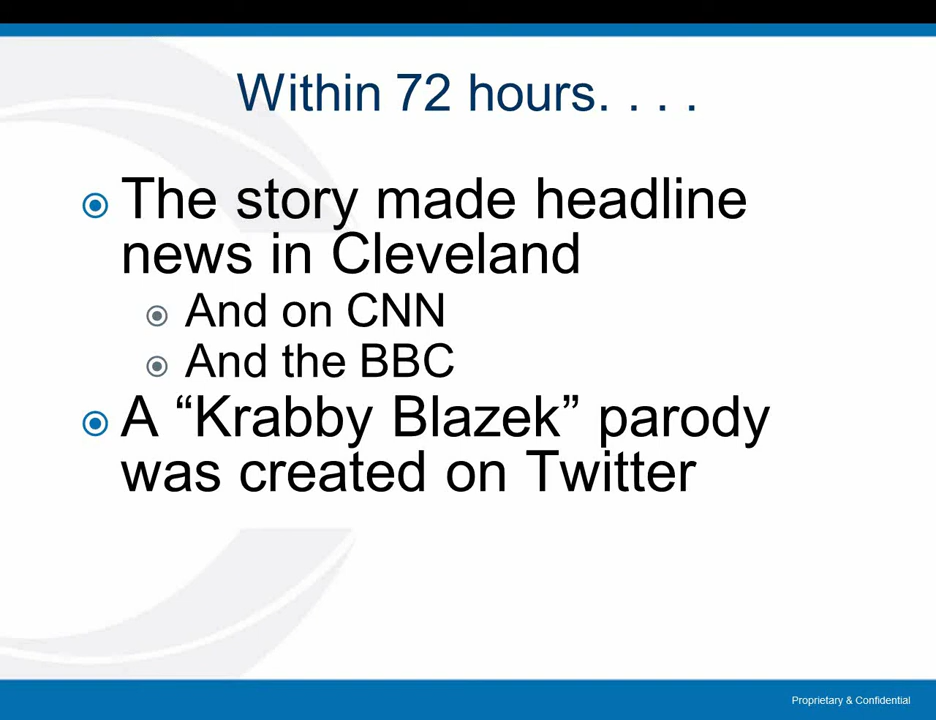 Within 72 hours. . . .
The story made headline
news in Cleveland
And on CNN
And the BBC
A “Krabby Blazek” parody
was created on Twitter
Proprietary & Confidential